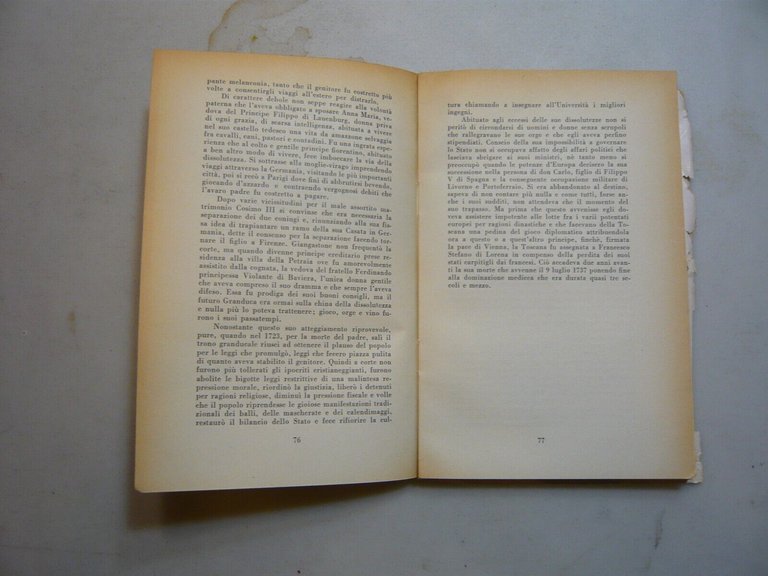 pante melanconia, tanto che il genitore fu costretto più
volte a consentirgli viaggi all'estero per distrarlo.
Di carattere debole non seppe reagire alla volontà
paterna che l'aveva obbligato a sposare Anna Maria, ve-
dova del Principe Filippo di Lauenburg, donna priva
di ogni grazia, di scarsa intelligenza, abituata a vivere
nel suo castello tedesco una vita da amazzone selvaggia
fra cavalli, cani, pastori e contadini. Fu una ingrata espe-
rienza che al colto e gentile principe fiorentino, abituato
a ben altro modo di vivere, fece imboccare la via della
dissolutezza. Si sottrasse alla moglie-virago imprendendo
viaggi attraverso la Germania, visitando le più importanti
città, poi si recò a Parigi dove finì di abbrutirsi bevendo,
giocando d'azzardo e contraendo vergognosi debiti che
l'avaro padre fu costretto a pagare.
Dopo varie vicissitudini per il male assortito ma-
trimonio Cosimo III si convinse che era necessaria la
separazione dei due coniugi e, rinunciando alla sua fis-
sa idea di trapiantare un ramo della sua Casata in Ger-
mania, dette il consenso per la separazione facendo tor-
nare il figlio a Firenze. Giangastone non frequentò la
corte, ma quando divenne principe ereditario prese re-
sidenza alla villa della Petraia ove fu amorevolmente
assistito dalla cognata, la vedova del fratello Ferdinando
principessa Violante di Baviera, l'unica donna gentile
che aveva compreso il suo dramma e che sempre l'aveva
difeso. Essa fu prodiga dei suoi buoni consigli, ma il
futuro Granduca era ormai sulla china della dissolutezza
e nulla più lo poteva trattenere; gioco, orge e vino fu-
rono i suoi passatempi.
Nonostante questo suo atteggiamento riprovevole,
pure, quando nel 1723, per la morte del padre, salì il
trono granducale riuscì ad ottenere il plauso del popolo
per le leggi che promulgò, leggi che fecero piazza pulita
di quanto aveva stabilito il genitore. Quindi a corte non
furono più tollerati gli ipocriti cristianeggianti, furono
abolite le bigotte leggi restrittive di una malintesa re-
pressione morale, riordinò la giustizia, liberò i detenuti
per ragioni religiose, diminuì la pressione fiscale e volle
che il popolo riprendesse le gioiose manifestazioni tradi-
zionali dei balli, delle mascherate e dei calendimaggi,
restaurò il bilancio dello Stato e fece rifiorire la cul-
76
tura chiamando a insegnare all'Università i migliori
ingegni.
Abituato agli eccessi delle sue dissolutezze non si
peritò di circondarsi di uomini e donne senza scrupoli
che rallegravano le sue orge e che egli aveva perfino
stipendiati. Conscio della sua impossibilità a governare
lo Stato non si occupava affatto degli affari politici che
lasciava sbrigare ai suoi ministri, nè tanto meno si
preoccupò quando le potenze d'Europa decisero la sua
successione nella persona di don Carlo, figlio di Filippo
V di Spagna e la conseguente occupazione militare di
Livorno e Portoferraio. Si era abbandonato al destino,
sapeva di non contare più nulla e come tutti, forse an-
che i suoi sudditi, non attendeva che il momento del
suo trapasso. Ma prima che questo avvenisse egli do-
veva assistere impotente alle lotte fra i varii potentati
europei per ragioni dinastiche e che facevano della To-
scana una pedina del gioco diplomatico attribuendola
ora a questo o a quest'altro principe, finchè, firmata
la pace di Vienna, la Toscana fu assegnata a Francesco
Stefano di Lorena in compenso della perdita dei suoi
stati carpitigli dai francesi. Ciò accadeva due anni avan-
ti la sua morte che avvenne il 9 luglio 1737 ponendo fine
alla dominazione medicea che era durata quasi tre se-
coli e mezzo.
77